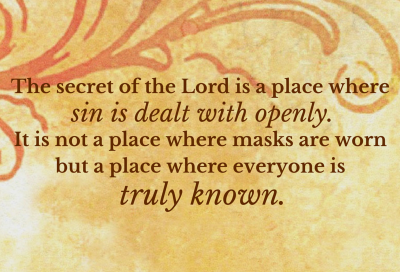 The secret of the Lord is a place where
sin is dealt with openly.
It is not a place where masks are worn
but a place where everyone is
truly known.